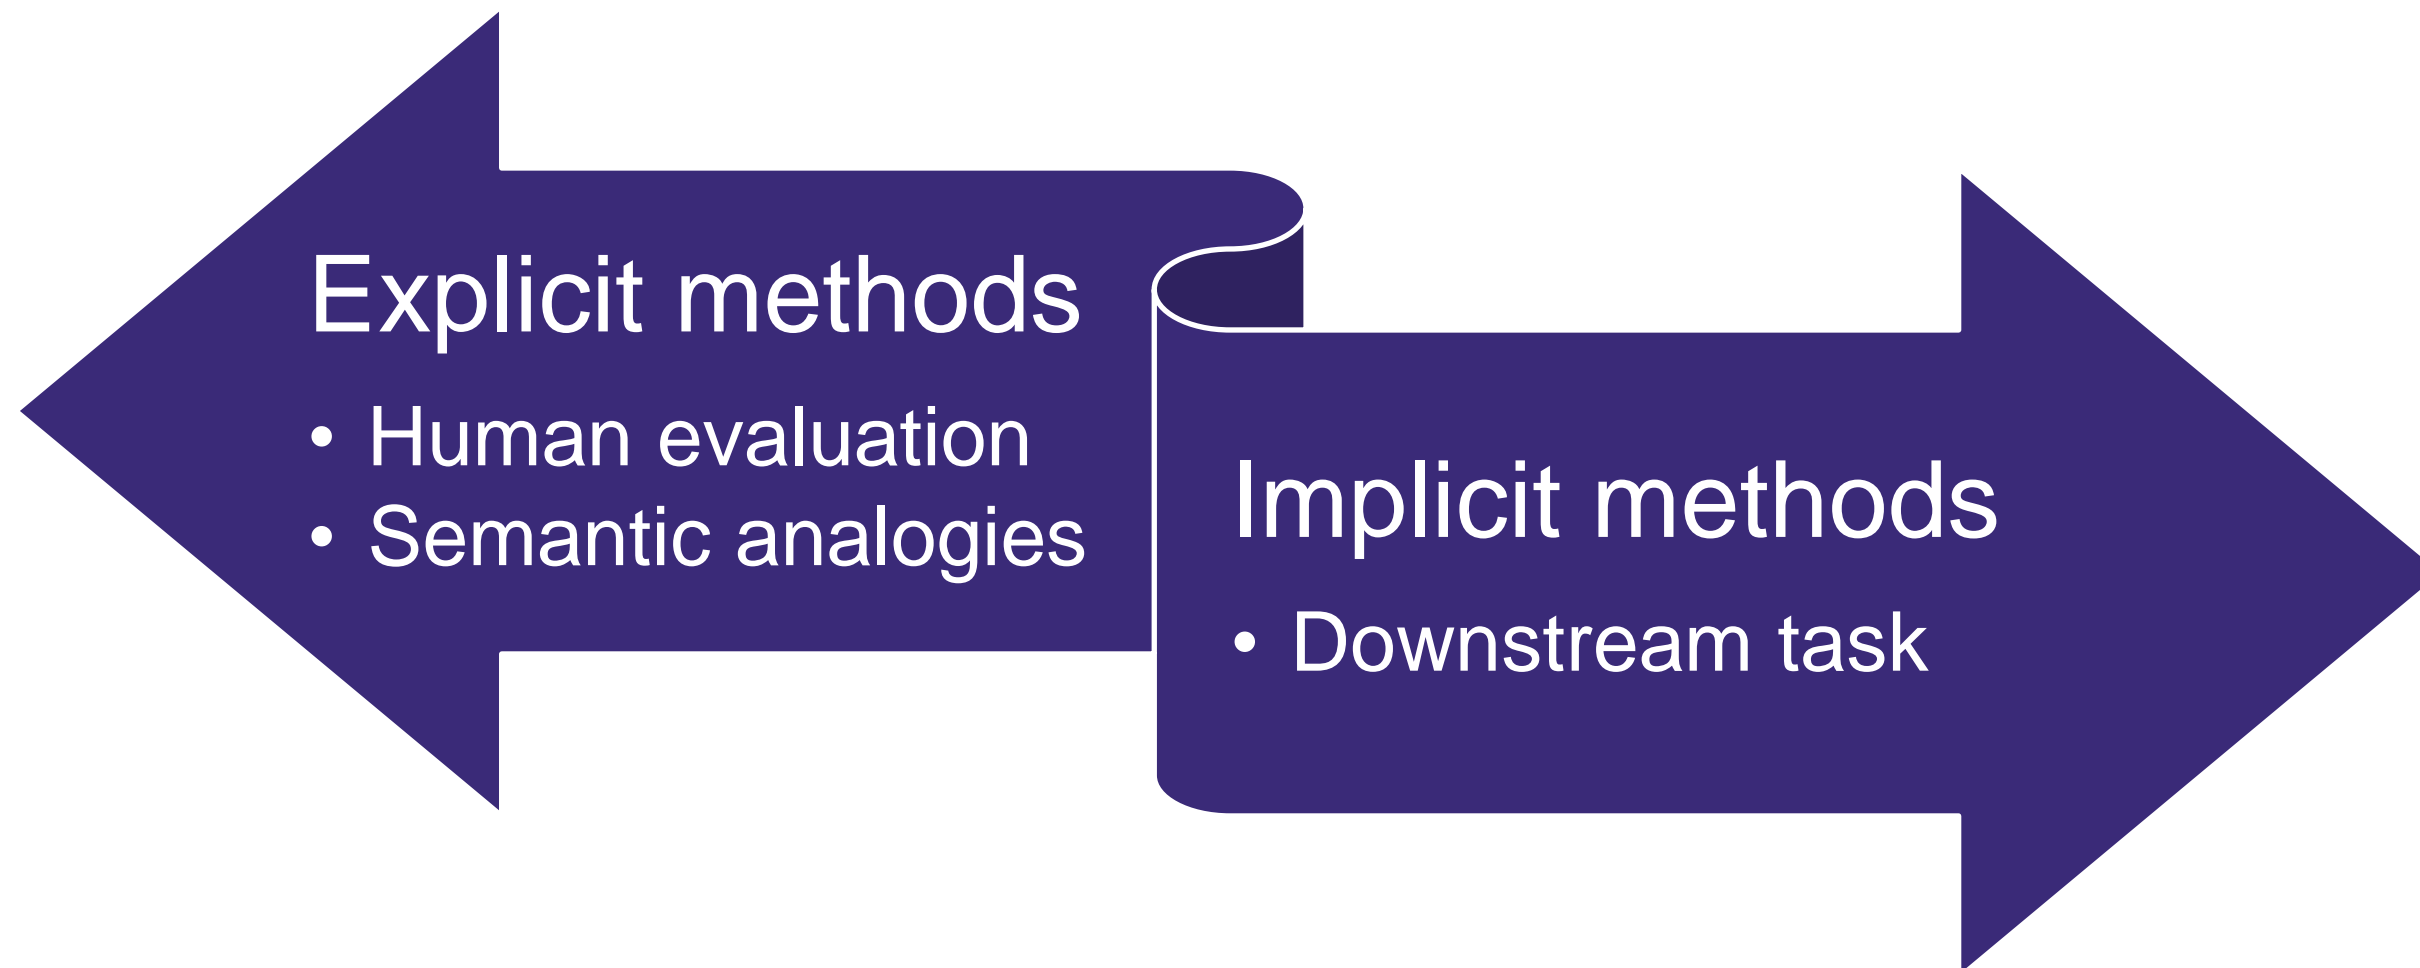 Explicit methods
• Human evaluation
• Semantic analogies
Implicit methods
• Downstream task